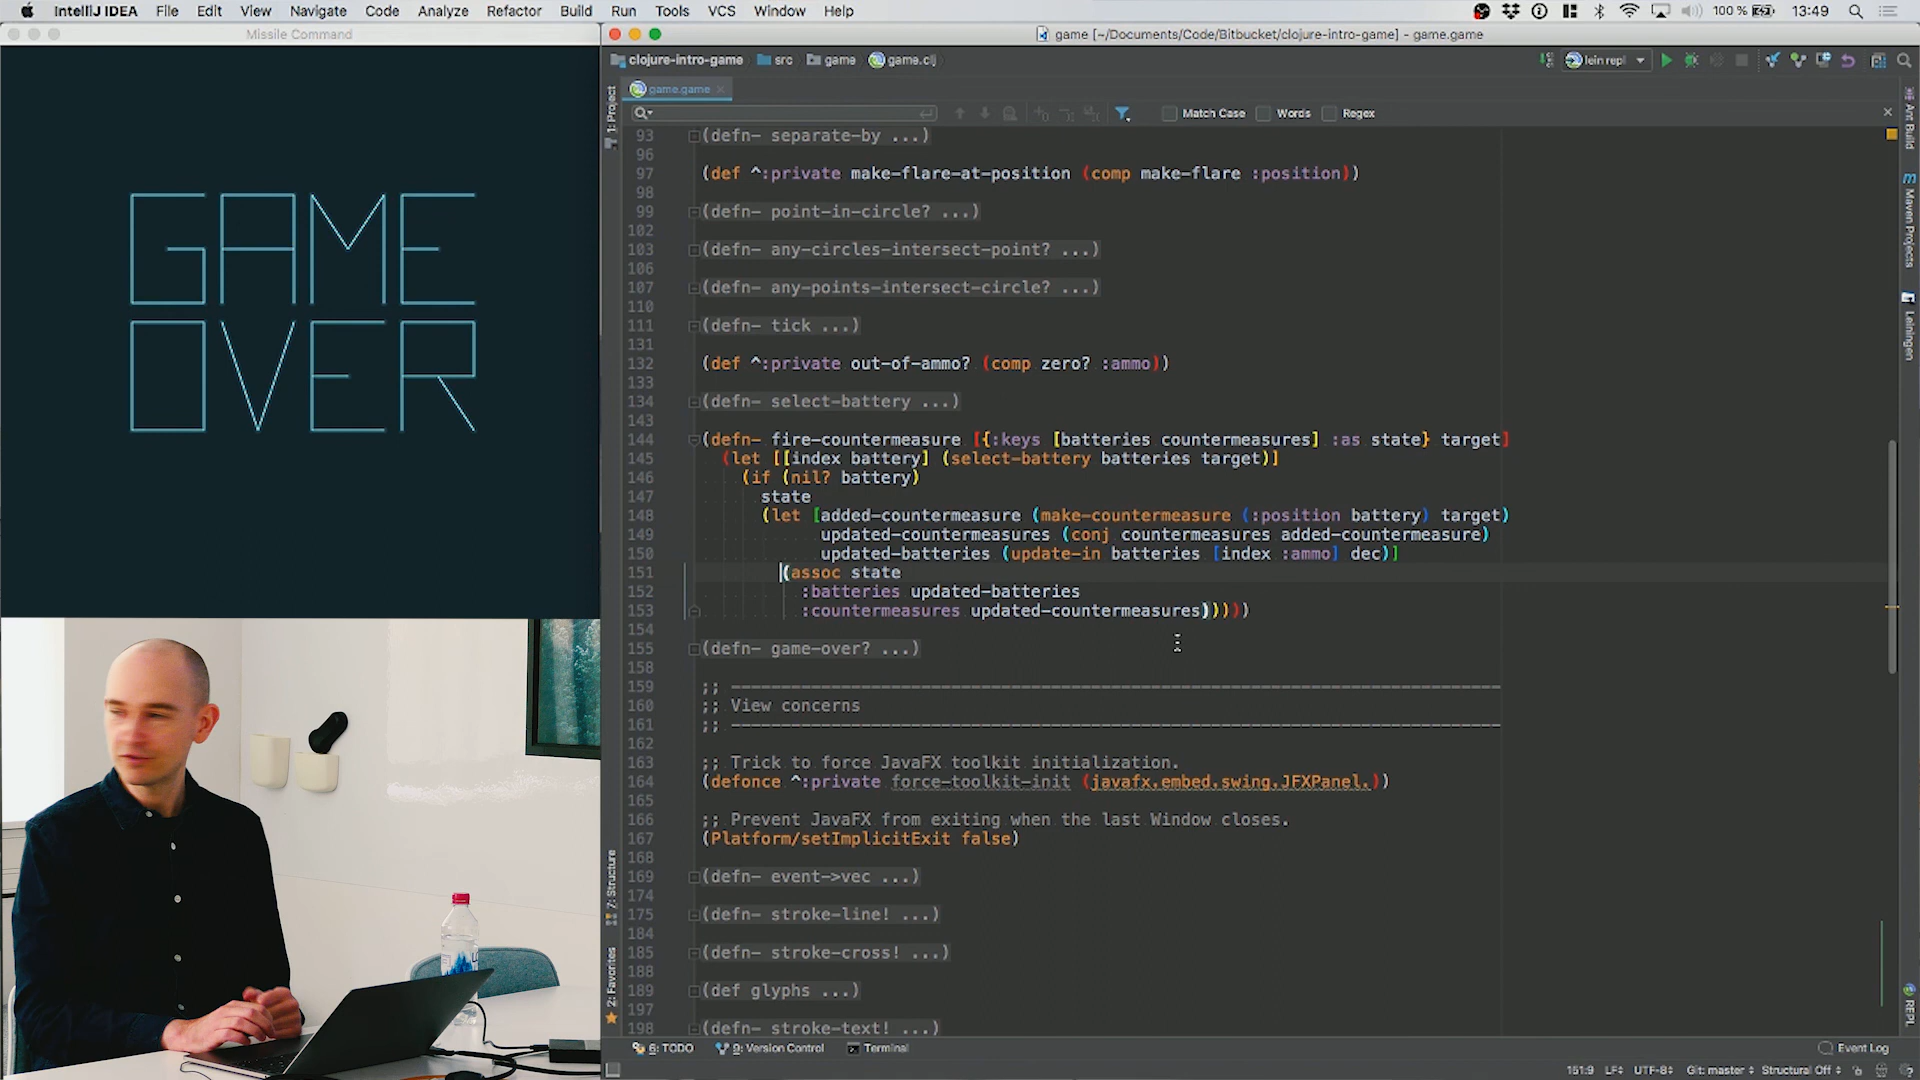 IntelliJ IDEA File Edit View Navigate Code Analyze Refactor Build Run Tools VCS Window Help 100 % 13:49
Missile Command
game [~/Documents/Code/Bitbucket/clojure-intro-game] - game.game
clojure-intro-game src game game.clj lein repl
game.game
Match Case Words Regex
GAME
OVER
93 (defn- separate-by ...)
96
97 (def ^:private make-flare-at-position (comp make-flare :position))
98
99 (defn- point-in-circle? ...)
102
103 (defn- any-circles-intersect-point? ...)
106
107 (defn- any-points-intersect-circle? ...)
110
111 (defn- tick ...)
131
132 (def ^:private out-of-ammo? (comp zero? :ammo))
133
134 (defn- select-battery ...)
143
144 (defn- fire-countermeasure [{:keys [batteries countermeasures] :as state} target]
145 (let [[index battery] (select-battery batteries target)]
146 (if (nil? battery)
147 state
148 (let [added-countermeasure (make-countermeasure (:position battery) target)
149 updated-countermeasures (conj countermeasures added-countermeasure)
150 updated-batteries (update-in batteries [index :ammo] dec)]
151 (assoc state
152 :batteries updated-batteries
153 :countermeasures updated-countermeasures)))))
154
155 (defn- game-over? ...)
158
159 ;; -----------------------------------------------------------------------------
160 ;; View concerns
161 ;; -----------------------------------------------------------------------------
162
163 ;; Trick to force JavaFX toolkit initialization.
164 (defonce ^:private force-toolkit-init (javafx.embed.swing.JFXPanel.))
165
166 ;; Prevent JavaFX from exiting when the last Window closes.
167 (Platform/setImplicitExit false)
168
169 (defn- event->vec ...)
174
175 (defn- stroke-line! ...)
184
185 (defn- stroke-cross! ...)
188
189 (def glyphs ...)
197
198 (defn- stroke-text! ...)
1: Project
7: Structure
2: Favorites
Ant Build
Maven Projects
Leiningen
REPL
6: TODO 9: Version Control Terminal Event Log
151:9 LF UTF-8 Git: master Structural Off